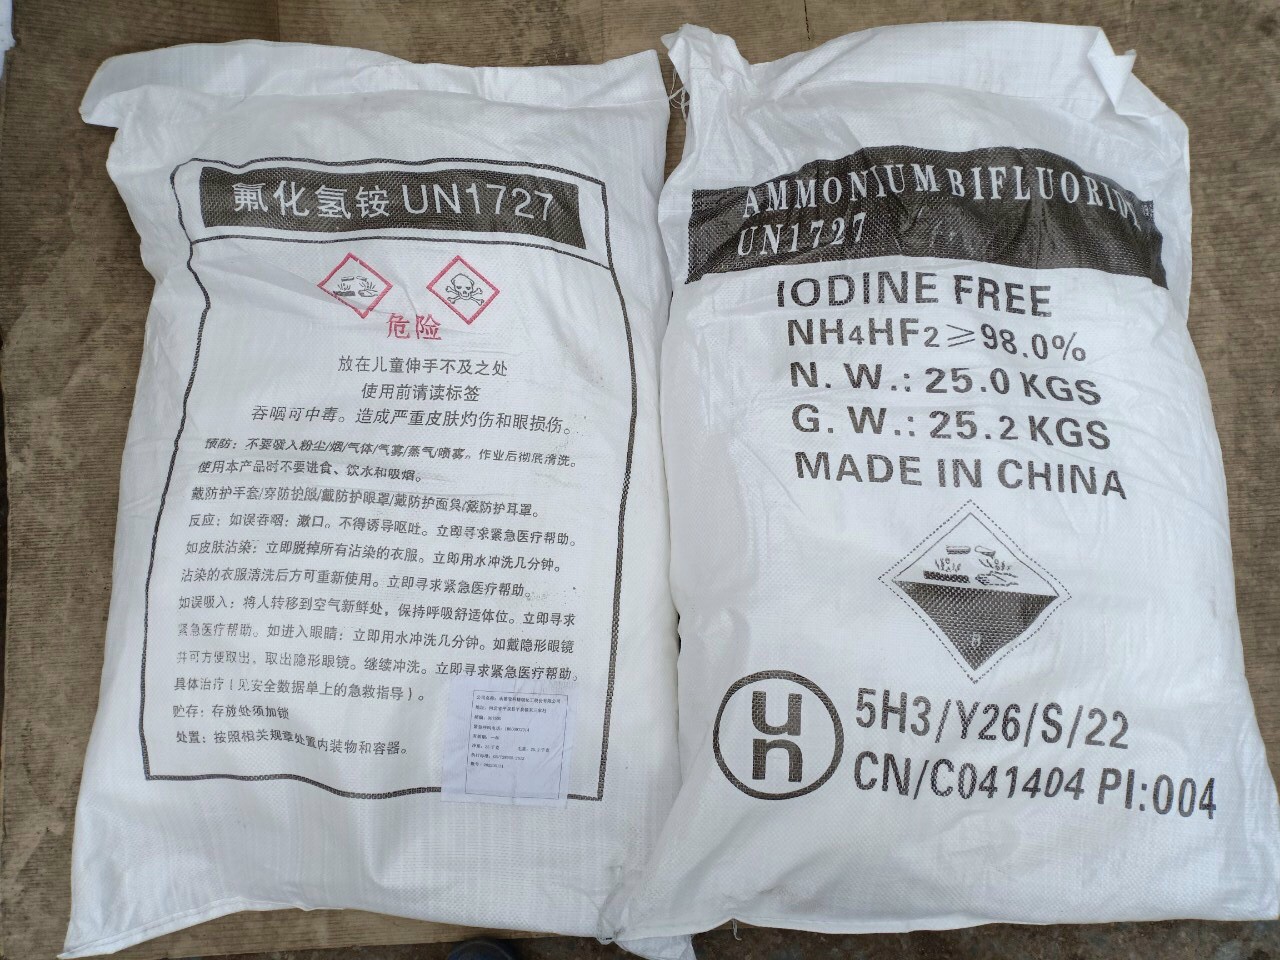 氟化氢铵 UN1727
危险
放在儿童伸手不及之处
使用前请读标签
吞咽可中毒。造成严重皮肤灼伤和眼损伤。
预防：不要吸入粉尘/烟/气体/气雾/蒸气/喷雾。作业后彻底清洗。
使用本产品时不要进食、饮水和吸烟。
戴防护手套/穿防护服/戴防护眼罩/戴防护面具/戴防护耳罩。
反应：如误吞咽：漱口。不得诱导呕吐。立即寻求紧急医疗帮助。
如皮肤沾染：立即脱掉所有沾染的衣服。立即用水冲洗几分钟。
沾染的衣服清洗后方可重新使用。立即寻求紧急医疗帮助。
如误吸入：将人转移到空气新鲜处，保持呼吸舒适体位。立即寻求
紧急医疗帮助。如进入眼睛：立即用水冲洗几分钟。如戴隐形眼镜
并可方便取出、取出隐形眼镜。继续冲洗。立即寻求紧急医疗帮助。
具体治疗（见安全数据单上的急救指导）。
贮存：存放处须加锁
处置：按照相关规章处置内装物和容器。
AMMONIUM BIFLUORIDE
UN1727
IODINE FREE
NH4HF2≥98.0%
N. W.: 25.0 KGS
G. W.: 25.2 KGS
MADE IN CHINA
8
un
5H3/Y26/S/22
CN/C041404 PI:004